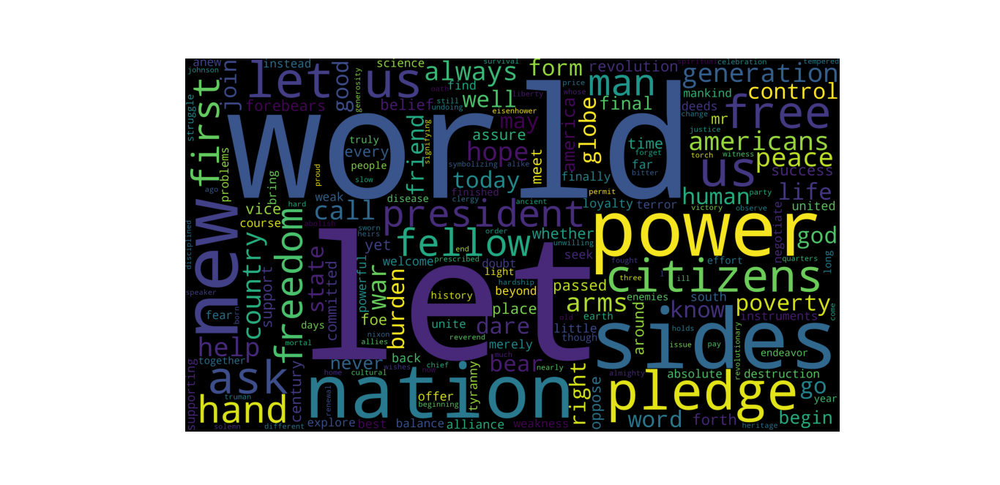 anew
instead
science
survival
spiritual
celebration
tempered
johnson
join
let
good
generosity
us
always
form
revolution
generation
find
oath
price
man
struggle
first
forebears
belief
still
undoing
well
liberty
whose
final
mankind
control
eisenhower
change
deeds
free
world
problems
truly
every
people
slow
friend
signifying
assure
may
america
globe
mr
justice
time
forget
torch
witness
americans
peace
hope
meet
symbolizing
alike
far
bitter
us
success
ago
bring
proud
today
finally
party
new
hard
weak
disease
finished
clergy
ancient
permit
loyalty
terror
human
victory
observe
life
united
vice
course
call
president
power
negotiate
god
abolish
freedom
country
sworn
heirs
order
fellow
whether
unwilling
disciplined
support
state
yet
end
welcome
prescribed
doubt
seek
fought
effort
quarters
long
let
powerful
light
hardship
three
ill
citizens
committed
war
burden
history
beyond
passed
speaker
born
fear
days
foe
place
arms
enemies
south
know
poverty
come
unite
dare
old
earth
around
instruments
nixon
reverend
little
though
holds
sides
help
mortal
allies
merely
issue
pay
revolutionary
endeavor
together
century
never
back
bear
much
nearly
supporting
ask
wishes
chief
home
cultural
now
tyranny
right
oppose
almighty
absolute
destruction
truman
renewal
nation
offer
beginning
pledge
go
year
hand
solemn
different
explore
best
balance
alliance
weakness
word
forth
heritage
begin